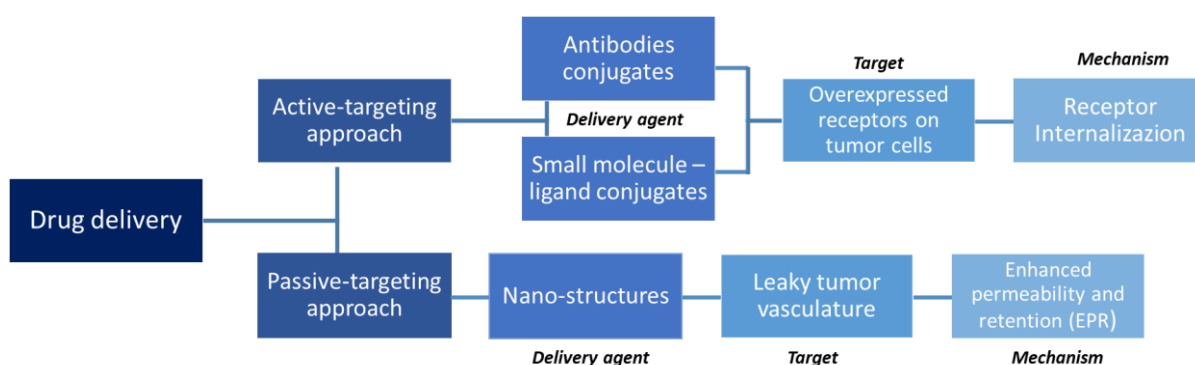 Drug delivery
Active-targeting
approach
Antibodies
conjugates
Delivery agent
Small molecule –
ligand conjugates
Target
Overexpressed
receptors on
tumor cells
Mechanism
Receptor
Internalizazion
Passive-targeting
approach
Nano-structures
Delivery agent
Leaky tumor
vasculature
Target
Enhanced
permeability and
retention (EPR)
Mechanism